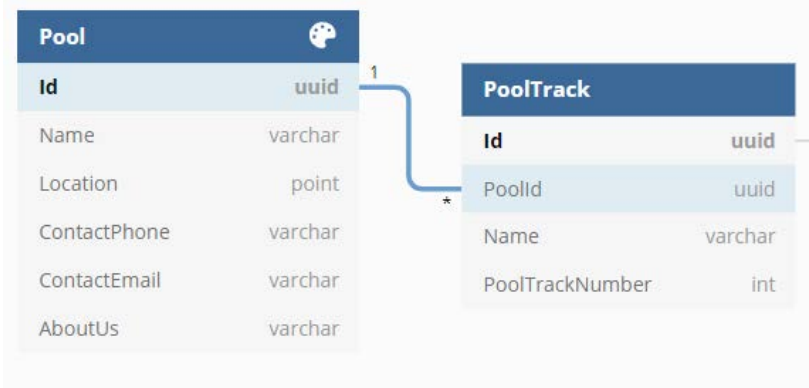 Pool
Id uuid
Name varchar
Location point
ContactPhone varchar
ContactEmail varchar
AboutUs varchar
1
*
PoolTrack
Id uuid
PoolId uuid
Name varchar
PoolTrackNumber int